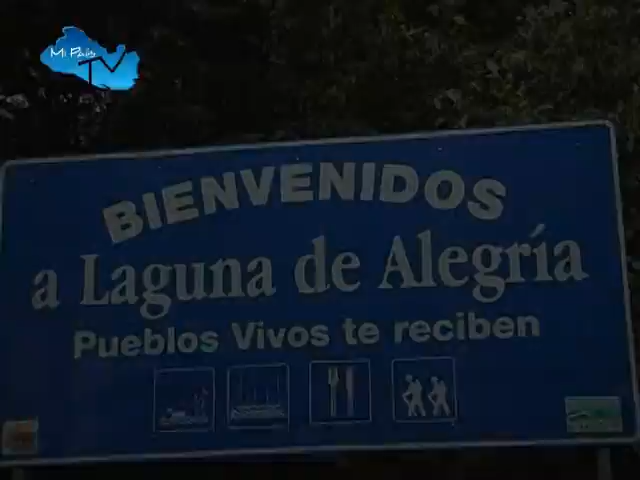 Mi País
TV
BIENVENIDOS
a Laguna de Alegría
Pueblos Vivos te reciben